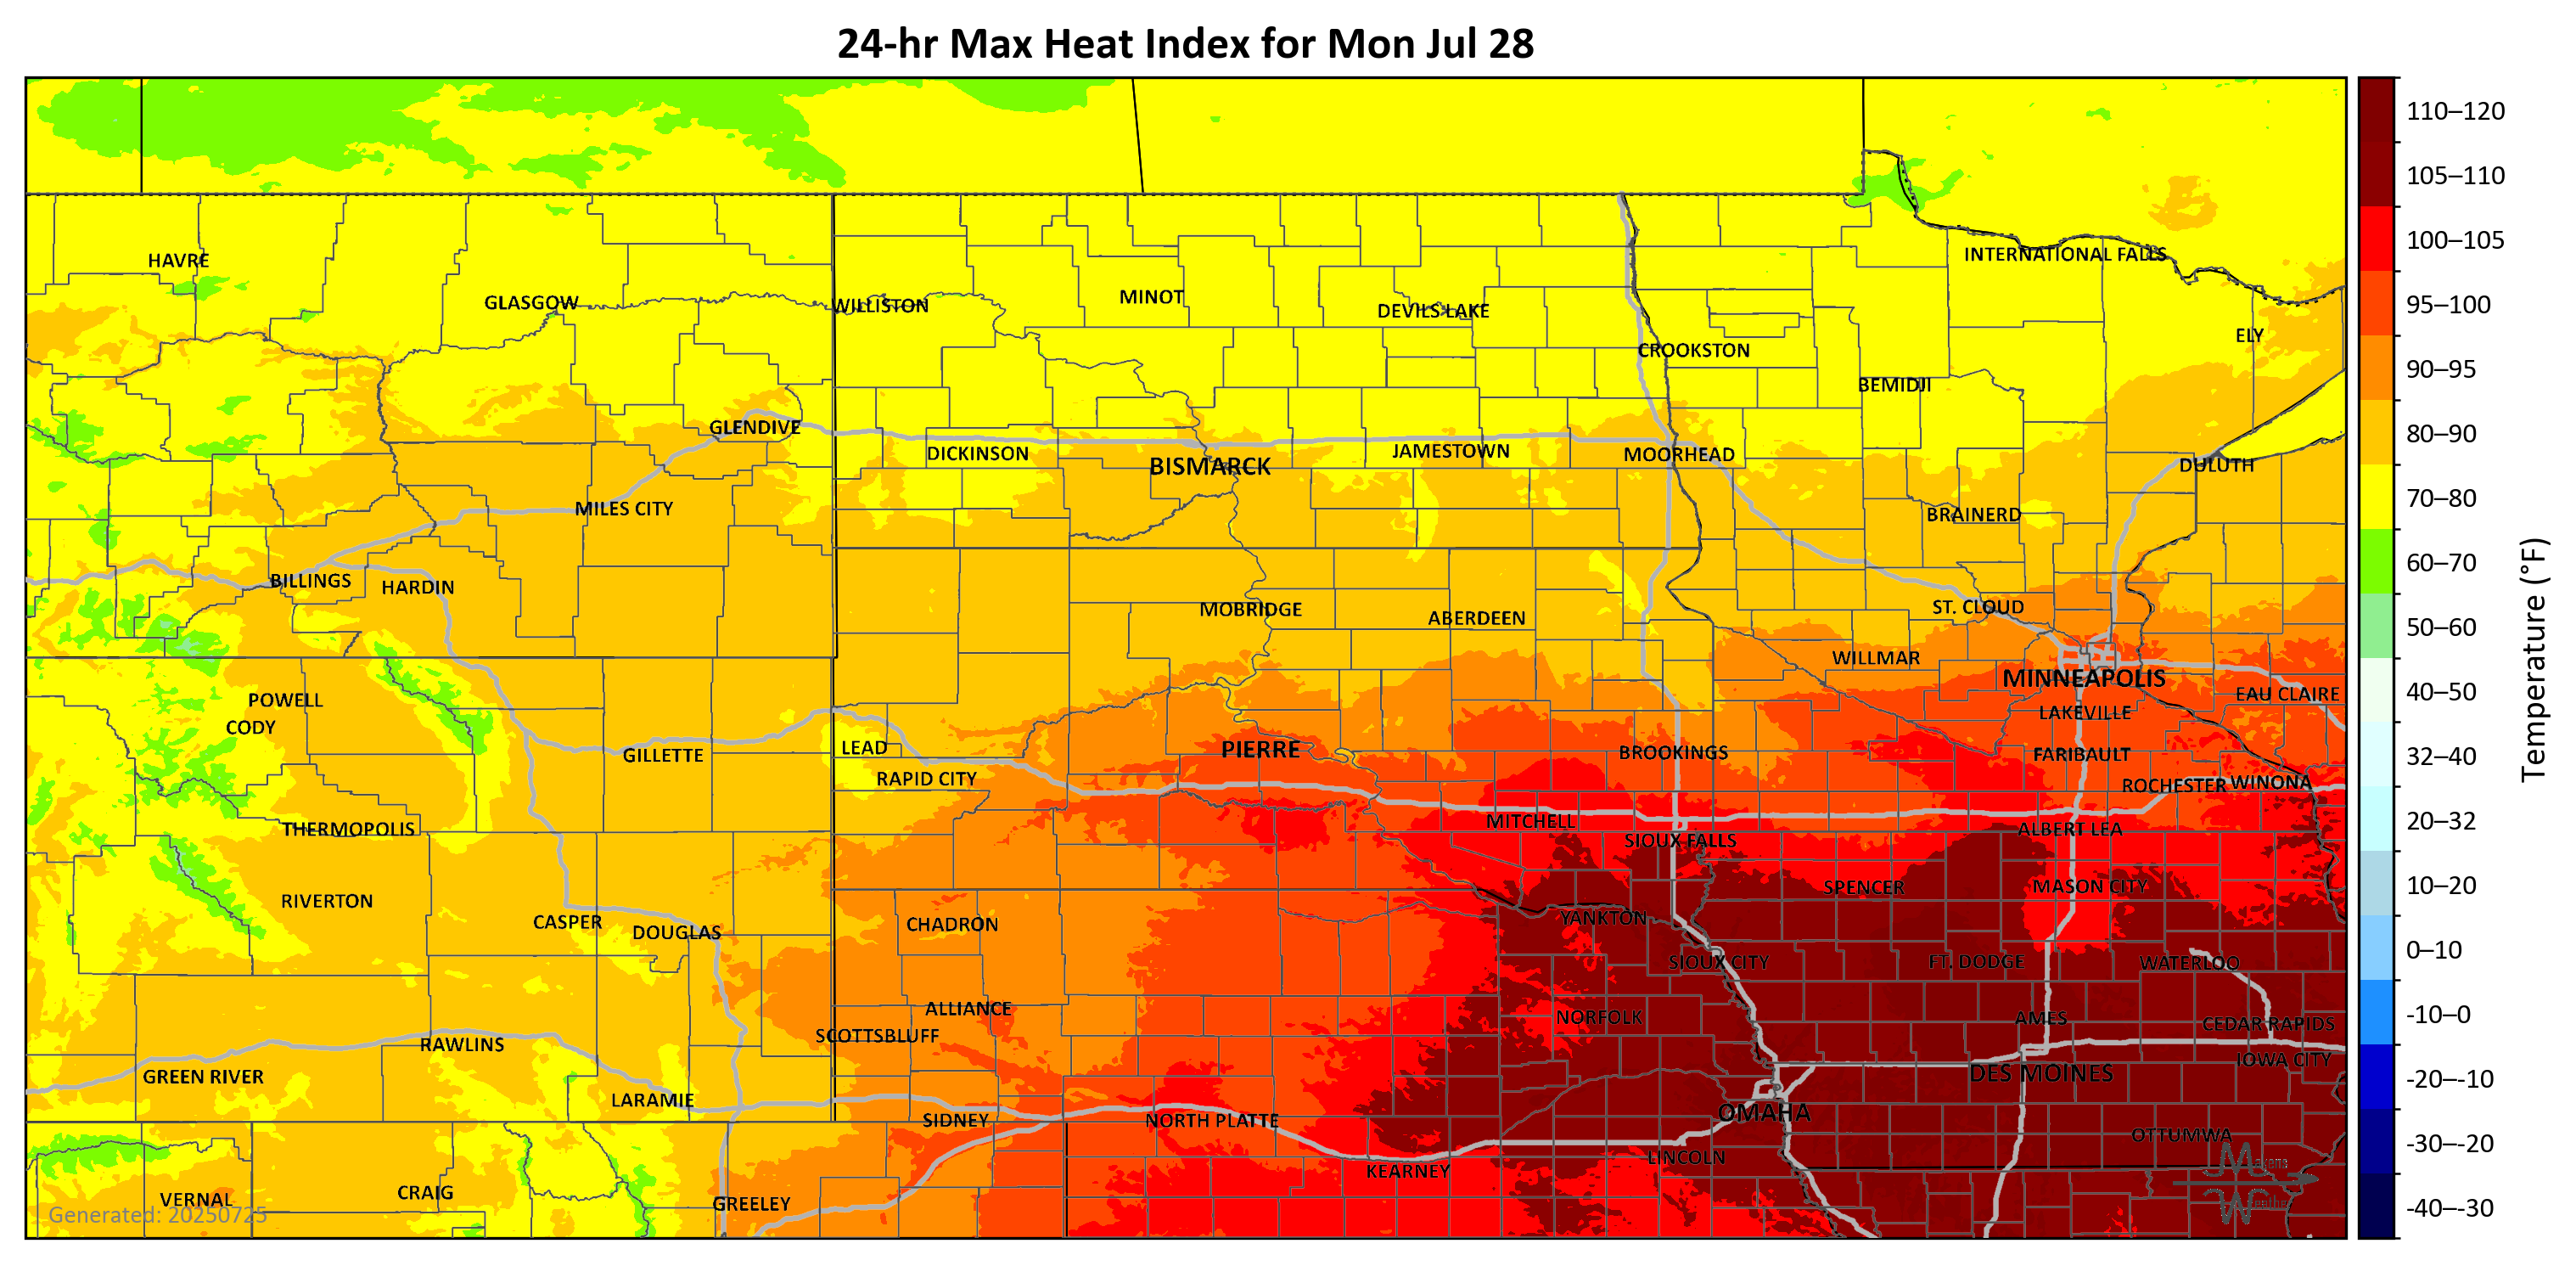 24-hr Max Heat Index for Mon Jul 28
110–120
105–110
100–105
95–100
90–95
80–90
70–80
60–70
50–60
40–50
32–40
20–32
10–20
0–10
-10–0
-20–-10
-30–-20
-40–-30
Temperature (°F)
HAVRE
INTERNATIONAL FALLS
GLASGOW
WILLISTON
MINOT
DEVILS LAKE
ELY
CROOKSTON
BEMIDJI
GLENDIVE
DICKINSON
BISMARCK
JAMESTOWN
MOORHEAD
DULUTH
MILES CITY
BRAINERD
BILLINGS
HARDIN
MOBRIDGE
ABERDEEN
ST. CLOUD
WILLMAR
MINNEAPOLIS
EAU CLAIRE
POWELL
CODY
LAKEVILLE
GILLETTE
LEAD
PIERRE
BROOKINGS
FARIBAULT
RAPID CITY
ROCHESTER
WINONA
THERMOPOLIS
MITCHELL
SIOUX FALLS
ALBERT LEA
RIVERTON
SPENCER
MASON CITY
CASPER
DOUGLAS
CHADRON
YANKTON
SIOUX CITY
FT. DODGE
WATERLOO
ALLIANCE
NORFOLK
AMES
CEDAR RAPIDS
SCOTTSBLUFF
RAWLINS
IOWA CITY
GREEN RIVER
DES MOINES
LARAMIE
SIDNEY
NORTH PLATTE
OMAHA
OTTUMWA
KEARNEY
LINCOLN
VERNAL
CRAIG
GREELEY
Generated: 20250725